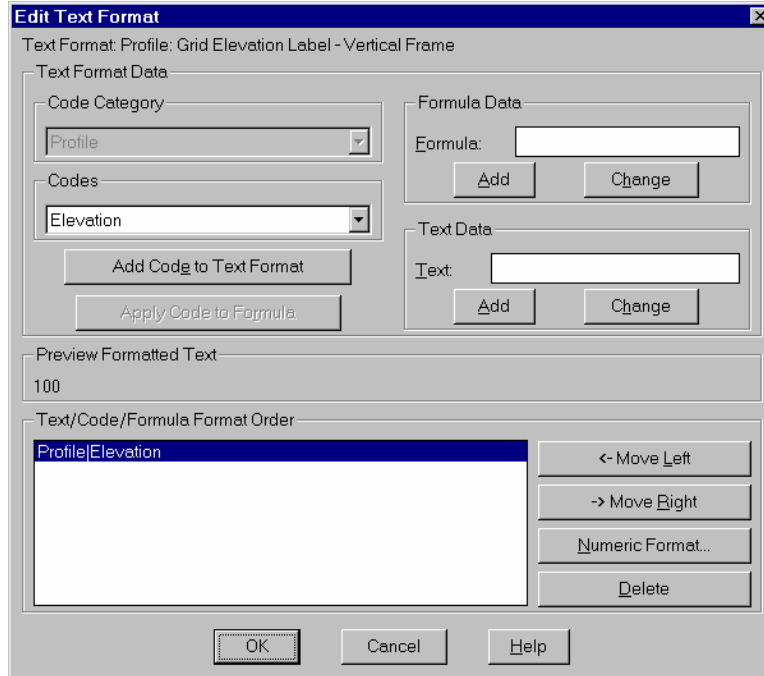 Edit Text Format
Text Format: Profile: Grid Elevation Label - Vertical Frame
Text Format Data
Code Category
Profile
Codes
Elevation
Add Code to Text Format
Apply Code to Formula
Formula Data
Formula:
Add Change
Text Data
Text:
Add Change
Preview Formatted Text
100
Text/Code/Formula Format Order
Profile|Elevation
<- Move Left
-> Move Right
Numeric Format...
Delete
OK Cancel Help